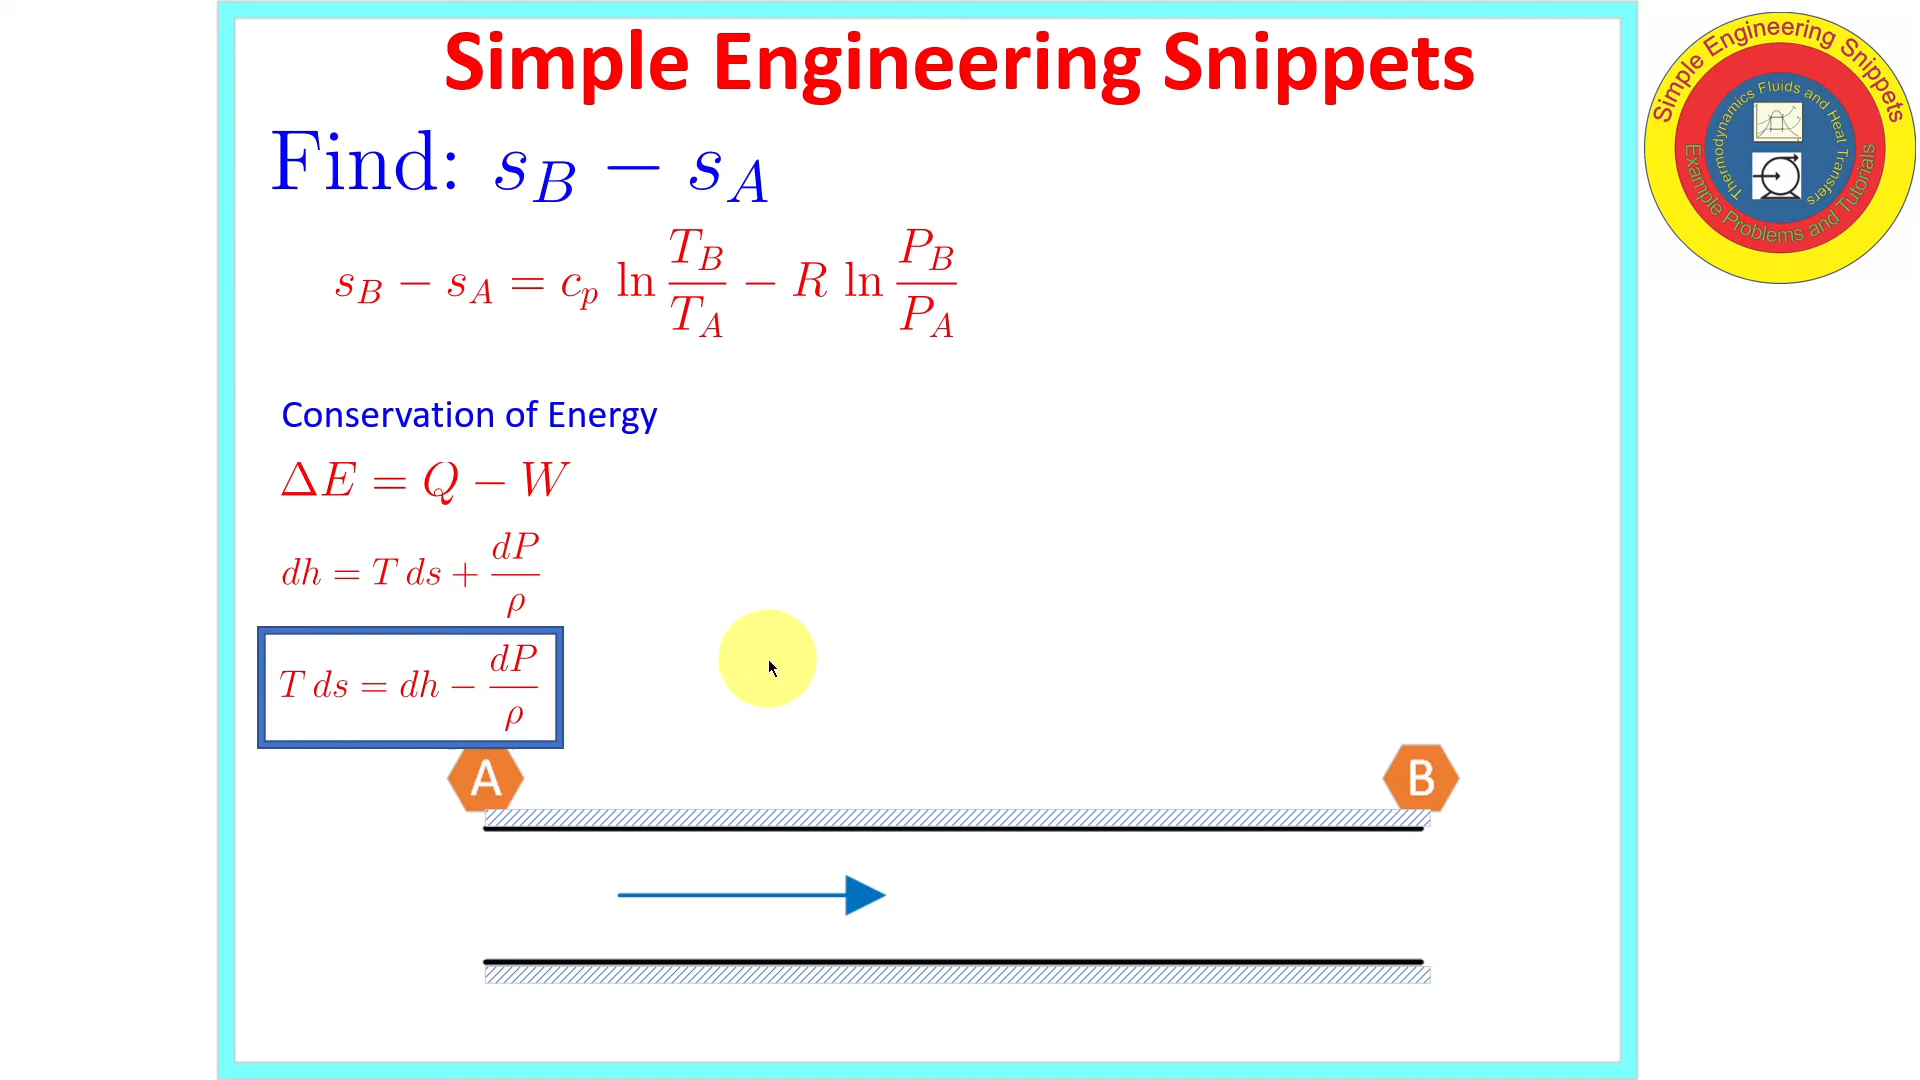 Simple Engineering Snippets
Find: s_B − s_A
s_B − s_A = c_p ln T_B/T_A − R ln P_B/P_A
Conservation of Energy
ΔE = Q − W
dh = T ds + dP/ρ
T ds = dh − dP/ρ
A
B
Simple Engineering Snippets
Example Problems and Tutorials
Thermodynamics Fluids and Heat Transfers